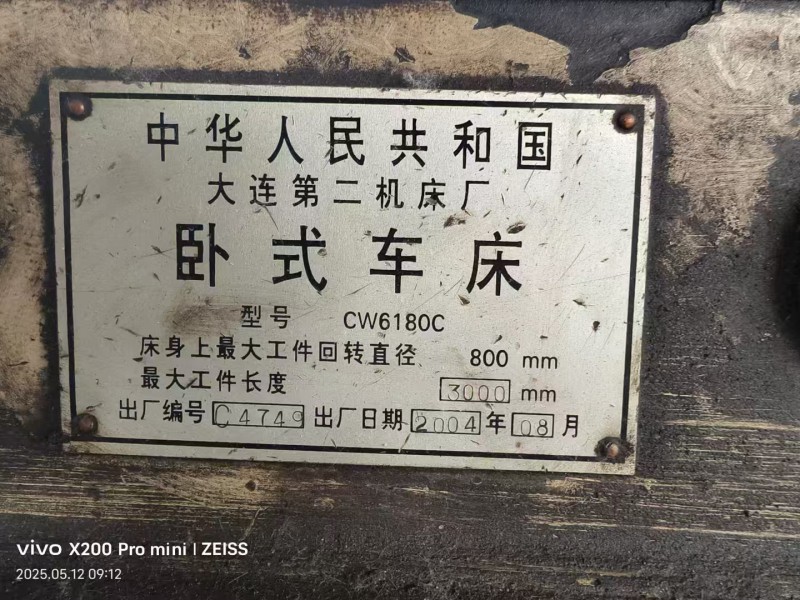 中华人民共和国
大连第二机床厂
卧式车床
型号 CW6180C
床身上最大工件回转直径 800 mm
最大工件长度 3000 mm
出厂编号 C4749 出厂日期 2004 年 08 月
vivo X200 Pro mini | ZEISS
2025.05.12 09:12